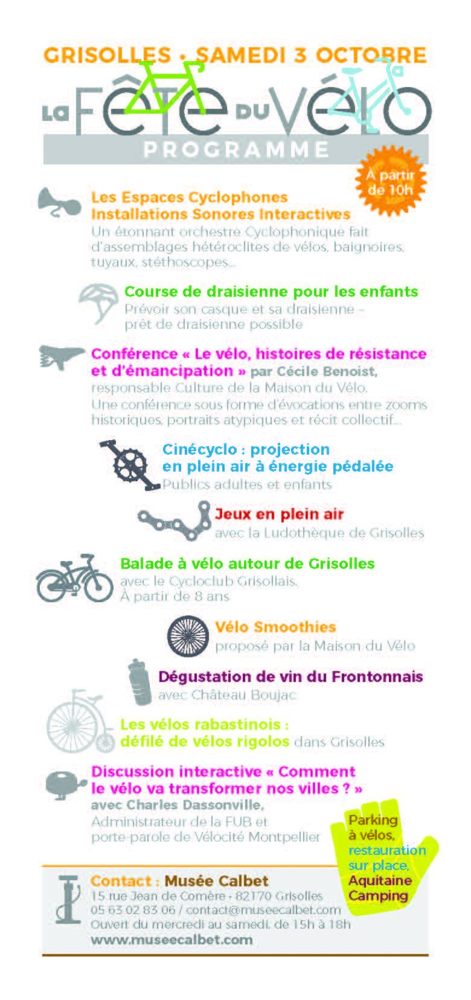 GRISOLLES • SAMEDI 3 OCTOBRE
La Fête DU Vélo
PROGRAMME
À partir
de 10h
Les Espaces Cyclophones
Installations Sonores Interactives
Un étonnant orchestre Cyclophonique fait
d'assemblages hétéroclites de vélos, baignoires,
tuyaux, stéthoscopes...
Course de draisienne pour les enfants
Prévoir son casque et sa draisienne –
prêt de draisienne possible
Conférence « Le vélo, histoires de résistance
et d'émancipation » par Cécile Benoist,
responsable Culture de la Maison du Vélo.
Une conférence sous forme d'évocations entre zooms
historiques, portraits atypiques et récit collectif...
Cinécyclo : projection
en plein air à énergie pédalée
Publics adultes et enfants
Jeux en plein air
avec la Ludothèque de Grisolles
Balade à vélo autour de Grisolles
avec le Cycloclub Grisollais.
À partir de 8 ans
Vélo Smoothies
proposé par la Maison du Vélo
Dégustation de vin du Frontonnais
avec Château Boujac
Les vélos rabastinois :
défilé de vélos rigolos dans Grisolles
Discussion interactive « Comment
le vélo va transformer nos villes ? »
avec Charles Dassonville,
Administrateur de la FUB et
porte-parole de Vélocité Montpellier
Parking
à vélos,
restauration
sur place,
Aquitaine
Camping
Contact : Musée Calbet
15 rue Jean de Comère • 82170 Grisolles
05 63 02 83 06 / contact@museecalbet.com
Ouvert du mercredi au samedi, de 15h à 18h
www.museecalbet.com